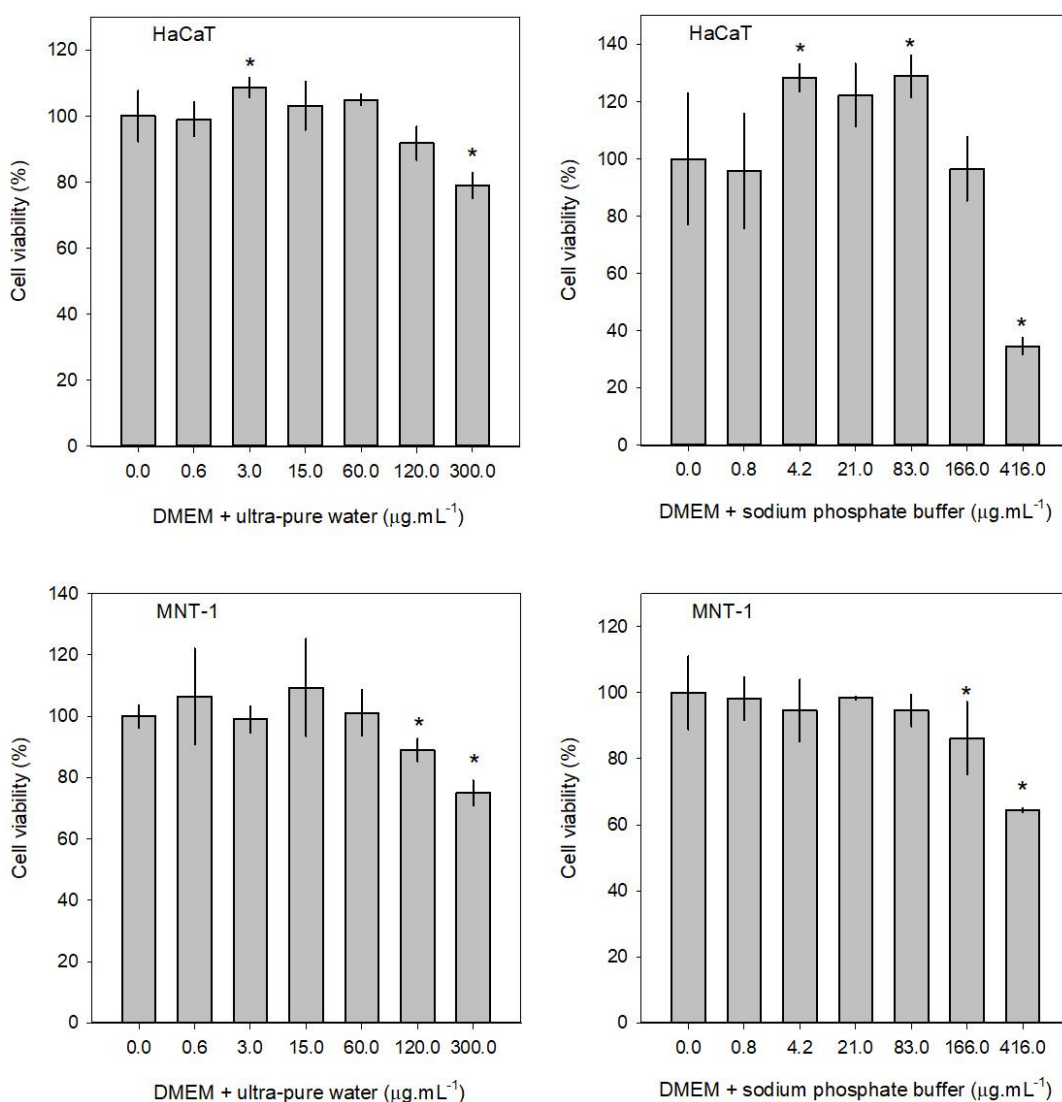 HaCaT
120
100
80
60
40
20
0
Cell viability (%)
*
*
0.0 0.6 3.0 15.0 60.0 120.0 300.0
DMEM + ultra-pure water (μg.mL⁻¹)
HaCaT
140
120
100
80
60
40
20
0
Cell viability (%)
*
*
*
0.0 0.8 4.2 21.0 83.0 166.0 416.0
DMEM + sodium phosphate buffer (μg.mL⁻¹)
MNT-1
140
120
100
80
60
40
20
0
Cell viability (%)
*
*
0.0 0.6 3.0 15.0 60.0 120.0 300.0
DMEM + ultra-pure water (μg.mL⁻¹)
MNT-1
120
100
80
60
40
20
0
Cell viability (%)
*
*
0.0 0.8 4.2 21.0 83.0 166.0 416.0
DMEM + sodium phosphate buffer (μg.mL⁻¹)